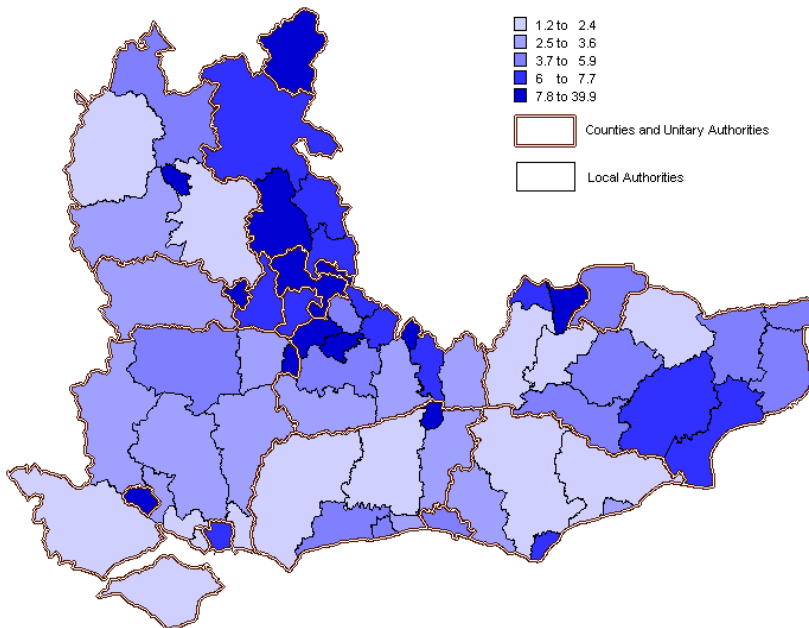 1.2 to 2.4
2.5 to 3.6
3.7 to 5.9
6 to 7.7
7.8 to 39.9
Counties and Unitary Authorities
Local Authorities